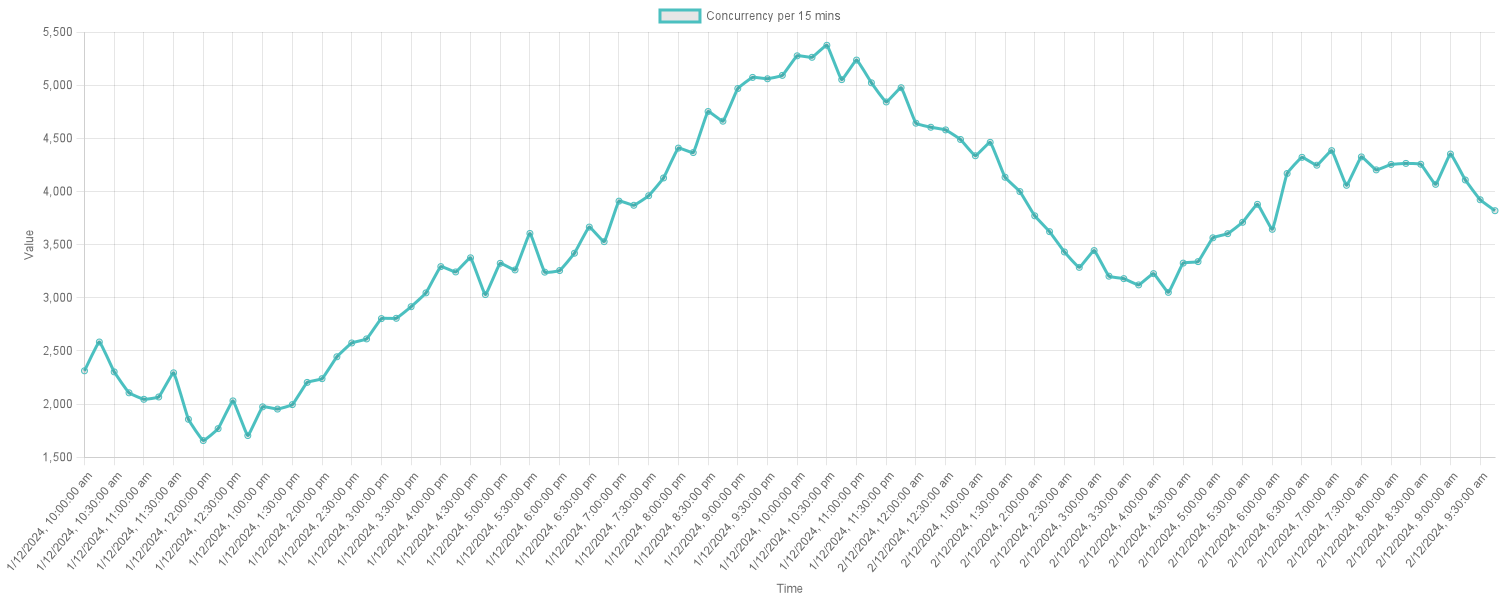 Concurrency per 15 mins
5,500
5,000
4,500
4,000
3,500
3,000
2,500
2,000
1,500
Value
1/12/2024, 10:00:00 am
1/12/2024, 10:30:00 am
1/12/2024, 11:00:00 am
1/12/2024, 11:30:00 am
1/12/2024, 12:00:00 pm
1/12/2024, 12:30:00 pm
1/12/2024, 1:00:00 pm
1/12/2024, 1:30:00 pm
1/12/2024, 2:00:00 pm
1/12/2024, 2:30:00 pm
1/12/2024, 3:00:00 pm
1/12/2024, 3:30:00 pm
1/12/2024, 4:00:00 pm
1/12/2024, 4:30:00 pm
1/12/2024, 5:00:00 pm
1/12/2024, 5:30:00 pm
1/12/2024, 6:00:00 pm
1/12/2024, 6:30:00 pm
1/12/2024, 7:00:00 pm
1/12/2024, 7:30:00 pm
1/12/2024, 8:00:00 pm
1/12/2024, 8:30:00 pm
1/12/2024, 9:00:00 pm
1/12/2024, 9:30:00 pm
1/12/2024, 10:00:00 pm
1/12/2024, 10:30:00 pm
1/12/2024, 11:00:00 pm
1/12/2024, 11:30:00 pm
2/12/2024, 12:00:00 am
2/12/2024, 12:30:00 am
2/12/2024, 1:00:00 am
2/12/2024, 1:30:00 am
2/12/2024, 2:00:00 am
2/12/2024, 2:30:00 am
2/12/2024, 3:00:00 am
2/12/2024, 3:30:00 am
2/12/2024, 4:00:00 am
2/12/2024, 4:30:00 am
2/12/2024, 5:00:00 am
2/12/2024, 5:30:00 am
2/12/2024, 6:00:00 am
2/12/2024, 6:30:00 am
2/12/2024, 7:00:00 am
2/12/2024, 7:30:00 am
2/12/2024, 8:00:00 am
2/12/2024, 8:30:00 am
2/12/2024, 9:00:00 am
2/12/2024, 9:30:00 am
Time